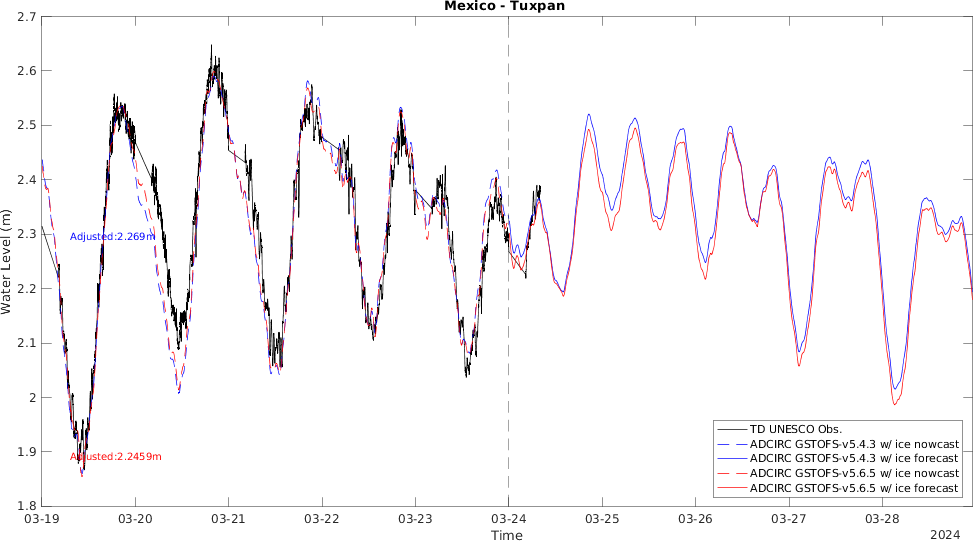 Mexico - Tuxpan
2.7
2.6
2.5
2.4
2.3
2.2
2.1
2
1.9
1.8
Water Level (m)
Adjusted:2.269m
Adjusted:2.2459m
TD UNESCO Obs.
ADCIRC GSTOFS-v5.4.3 w/ ice nowcast
ADCIRC GSTOFS-v5.4.3 w/ ice forecast
ADCIRC GSTOFS-v5.6.5 w/ ice nowcast
ADCIRC GSTOFS-v5.6.5 w/ ice forecast
03-19 03-20 03-21 03-22 03-23 03-24 03-25 03-26 03-27 03-28
Time
2024